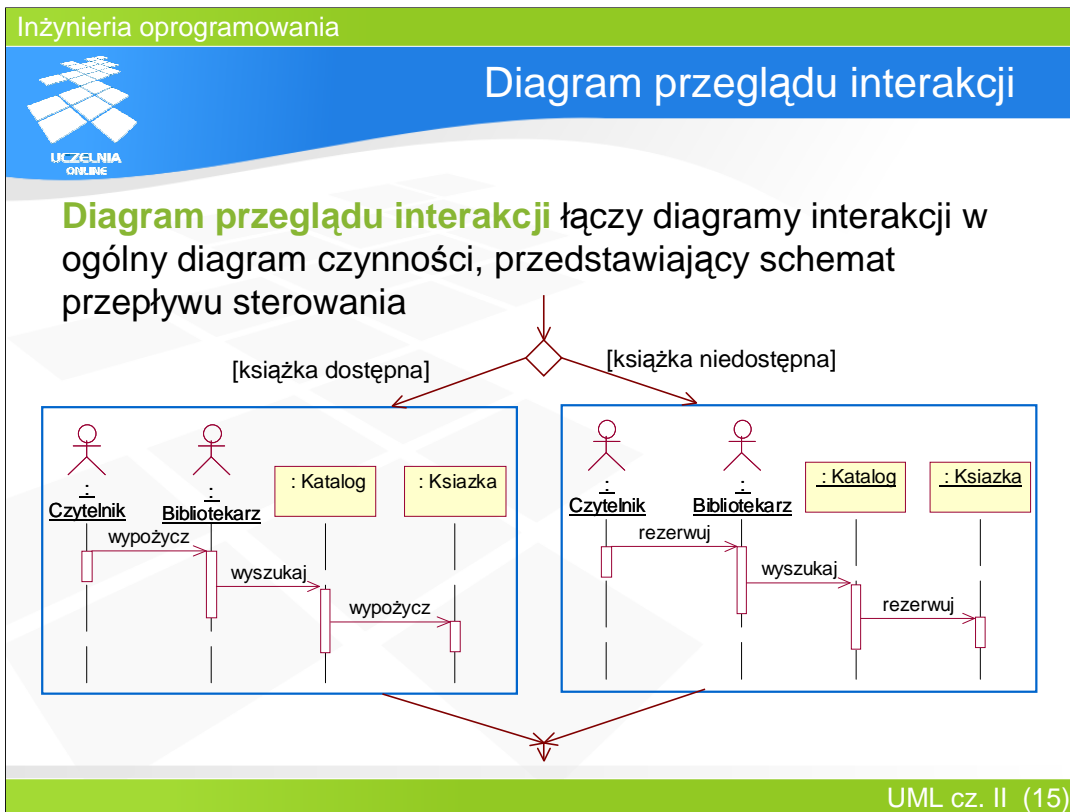 Inżynieria oprogramowania
Diagram przeglądu interakcji
UCZELNIA
ONLINE
Diagram przeglądu interakcji łączy diagramy interakcji w
ogólny diagram czynności, przedstawiający schemat
przepływu sterowania
[książka dostępna]
[książka niedostępna]
:
Czytelnik
:
Bibliotekarz
: Katalog
: Ksiazka
wypożycz
wyszukaj
wypożycz
:
Czytelnik
:
Bibliotekarz
: Katalog
: Ksiazka
rezerwuj
wyszukaj
rezerwuj
UML cz. II (15)